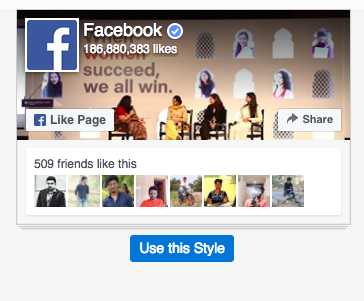 Facebook
186,880,383 likes
women
succeed,
we all win.
Like Page
Share
509 friends like this
Use this Style